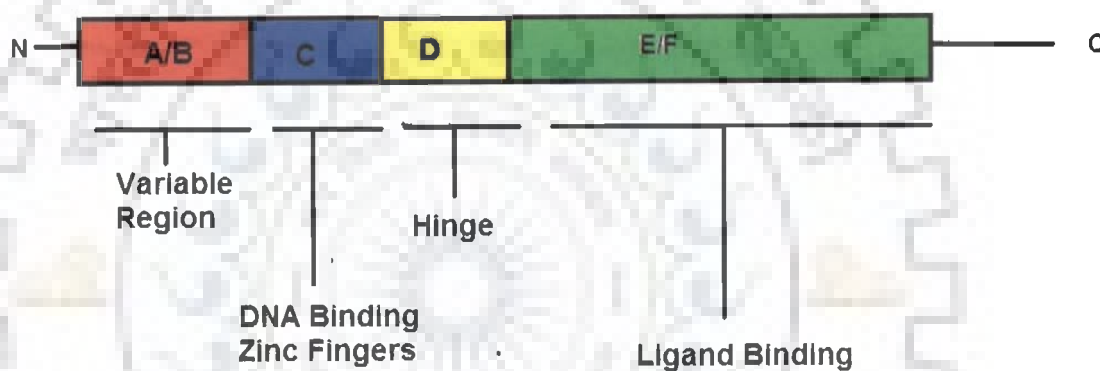 N
A/B
C
D
E/F
C
Variable
Region
Hinge
DNA Binding
Zinc Fingers
Ligand Binding